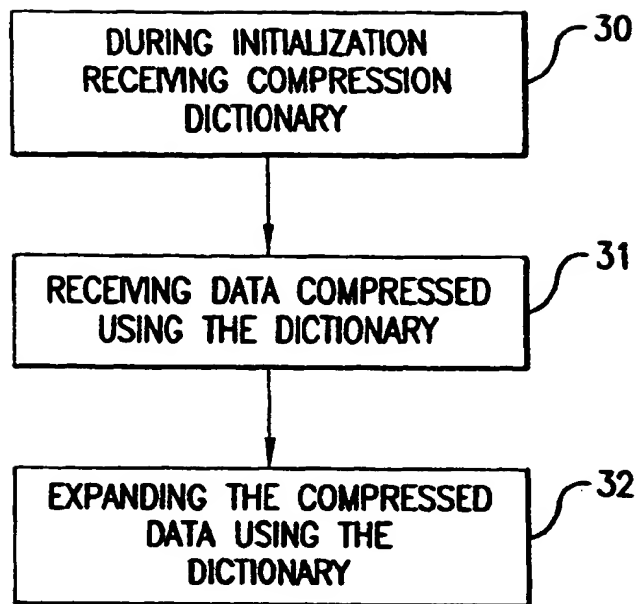 DURING INITIALIZATION
RECEIVING COMPRESSION
DICTIONARY
30
RECEIVING DATA COMPRESSED
USING THE DICTIONARY
31
EXPANDING THE COMPRESSED
DATA USING THE
DICTIONARY
32